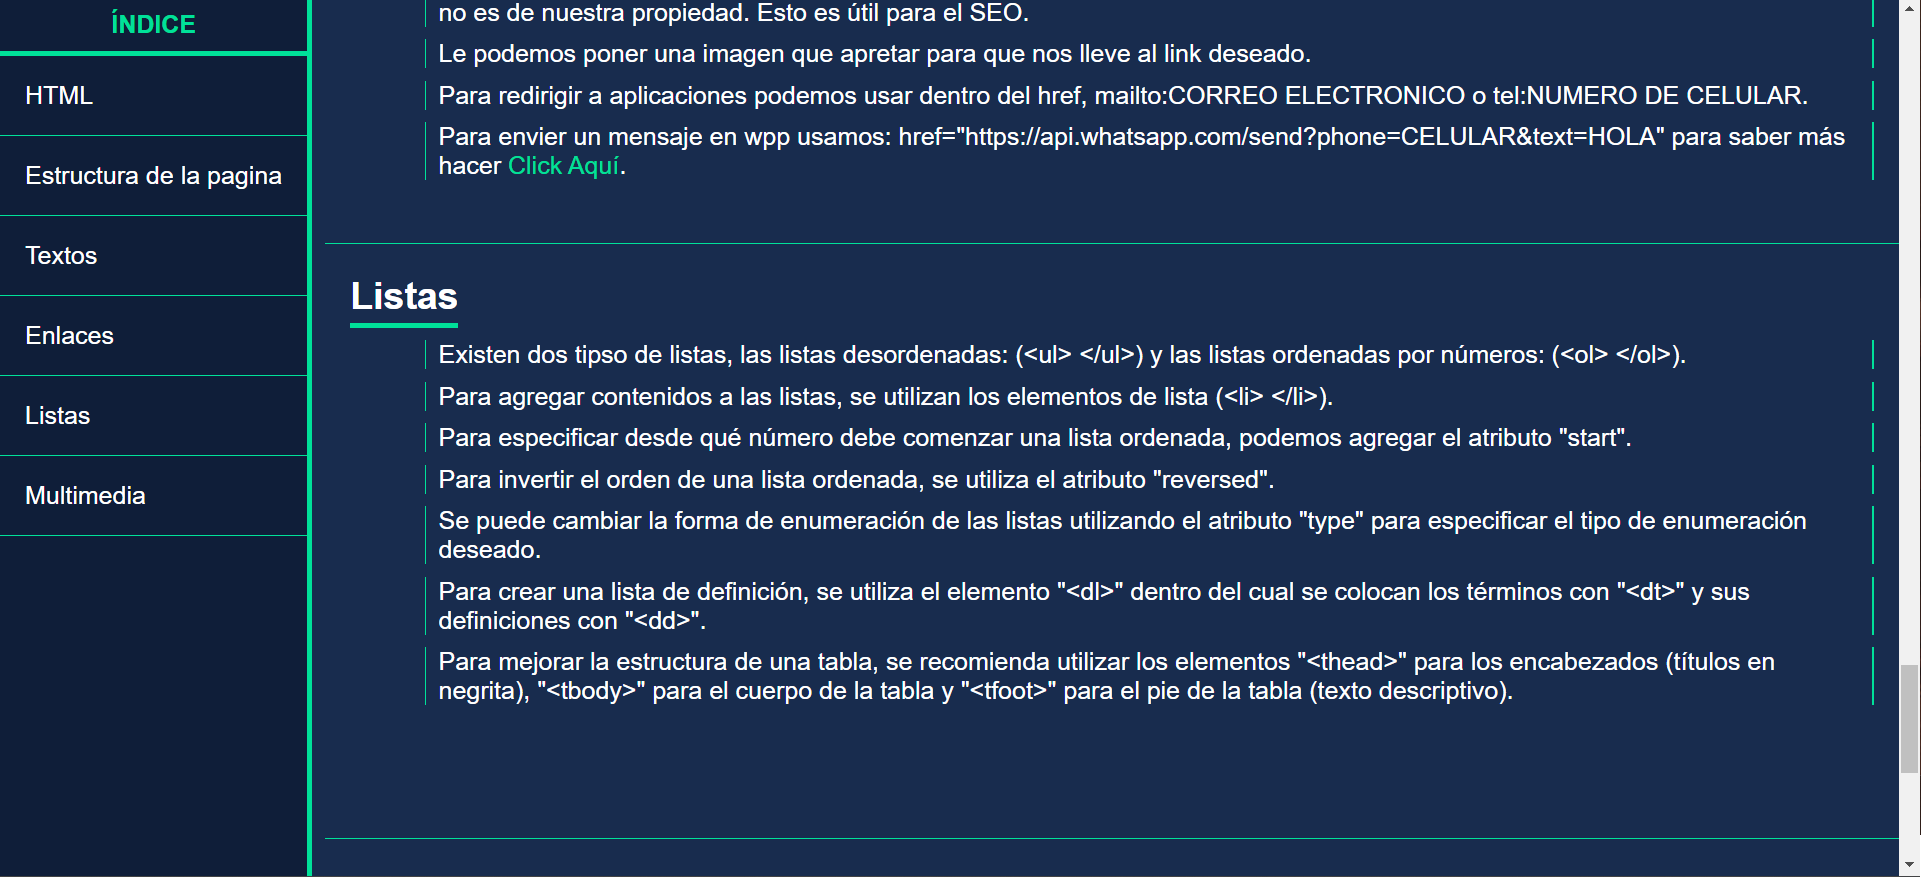 ÍNDICE
HTML
Estructura de la pagina
Textos
Enlaces
Listas
Multimedia
no es de nuestra propiedad. Esto es útil para el SEO.
Le podemos poner una imagen que apretar para que nos lleve al link deseado.
Para redirigir a aplicaciones podemos usar dentro del href, mailto:CORREO ELECTRONICO o tel:NUMERO DE CELULAR.
Para envier un mensaje en wpp usamos: href="https://api.whatsapp.com/send?phone=CELULAR&text=HOLA" para saber más
hacer Click Aquí.
Listas
Existen dos tipso de listas, las listas desordenadas: (<ul> </ul>) y las listas ordenadas por números: (<ol> </ol>).
Para agregar contenidos a las listas, se utilizan los elementos de lista (<li> </li>).
Para especificar desde qué número debe comenzar una lista ordenada, podemos agregar el atributo "start".
Para invertir el orden de una lista ordenada, se utiliza el atributo "reversed".
Se puede cambiar la forma de enumeración de las listas utilizando el atributo "type" para especificar el tipo de enumeración
deseado.
Para crear una lista de definición, se utiliza el elemento "<dl>" dentro del cual se colocan los términos con "<dt>" y sus
definiciones con "<dd>".
Para mejorar la estructura de una tabla, se recomienda utilizar los elementos "<thead>" para los encabezados (títulos en
negrita), "<tbody>" para el cuerpo de la tabla y "<tfoot>" para el pie de la tabla (texto descriptivo).